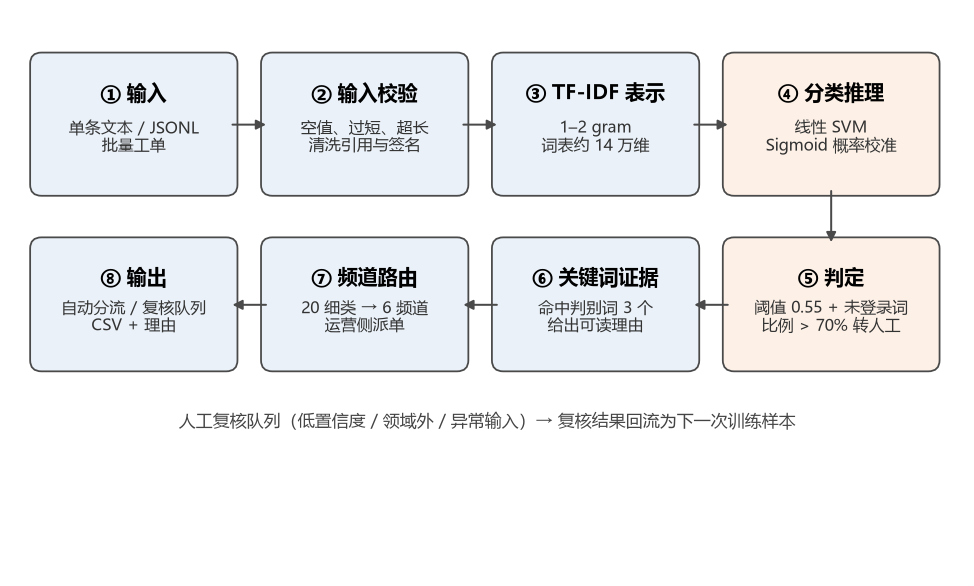 ① 输入
单条文本 / JSONL
批量工单
② 输入校验
空值、过短、超长
清洗引用与签名
③ TF-IDF 表示
1–2 gram
词表约 14 万维
④ 分类推理
线性 SVM
Sigmoid 概率校准
⑤ 判定
阈值 0.55 + 未登录词
比例 > 70% 转人工
⑥ 关键词证据
命中判别词 3 个
给出可读理由
⑦ 频道路由
20 细类 → 6 频道
运营侧派单
⑧ 输出
自动分流 / 复核队列
CSV + 理由
人工复核队列（低置信度 / 领域外 / 异常输入）→ 复核结果回流为下一次训练样本